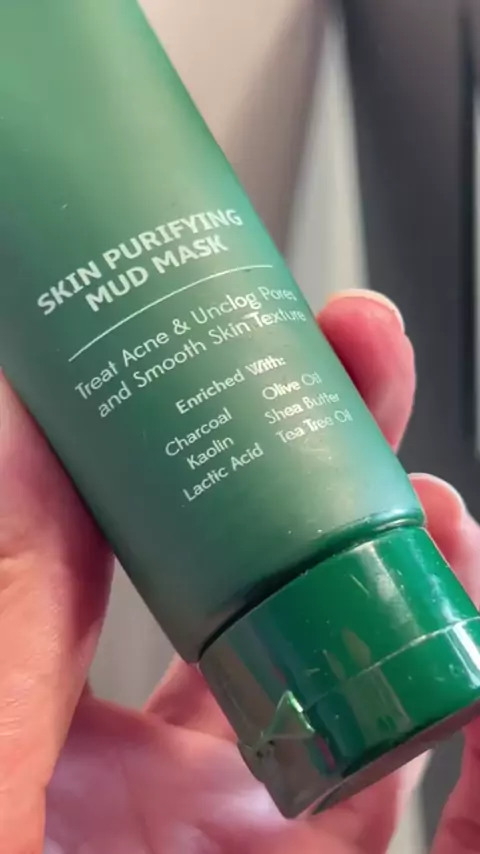 SKIN PURIFYING
MUD MASK
Treat Acne & Unclog Pores
and Smooth Skin Texture
Enriched With:
Charcoal Olive Oil
Kaolin Shea Butter
Lactic Acid Tea Tree Oil